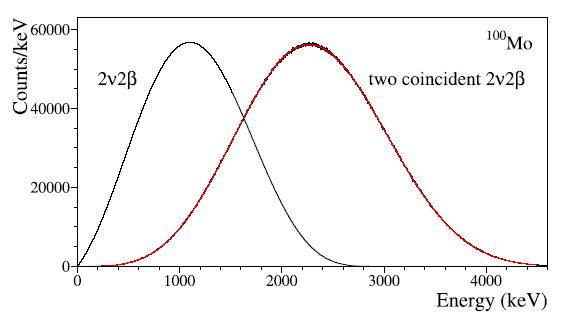 Counts/keV
60000
40000
20000
0
¹⁰⁰Mo
2ν2β
two coincident 2ν2β
0 1000 2000 3000 4000
Energy (keV)